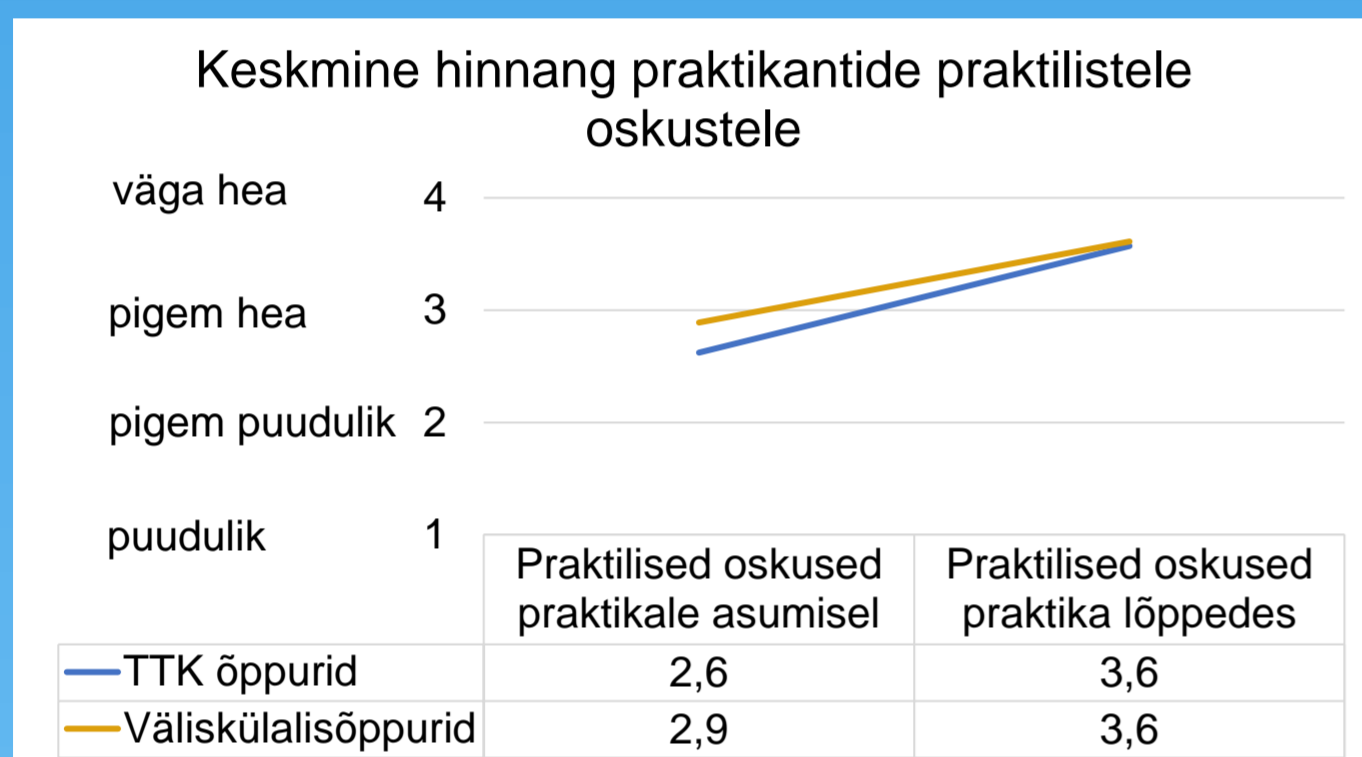 Keskmine hinnang praktikantide praktilistele
oskustele
väga hea 4
pigem hea 3
pigem puudulik 2
puudulik 1
Praktilised oskused praktikale asumisel
Praktilised oskused praktika lõppedes
TTK õppurid 2,6 3,6
Väliskülalisõppurid 2,9 3,6